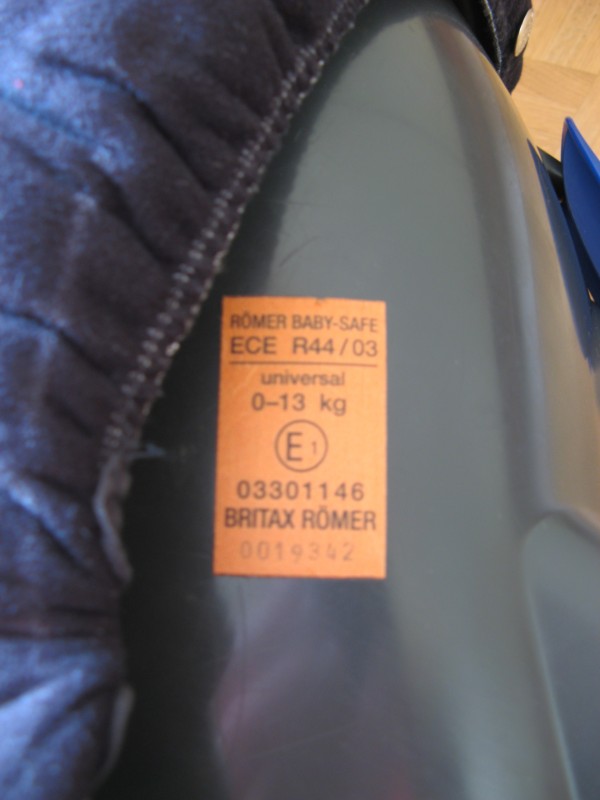 RÖMER BABY-SAFE
ECE R44/03
universal
0–13 kg
E1
03301146
BRITAX RÖMER
0019342